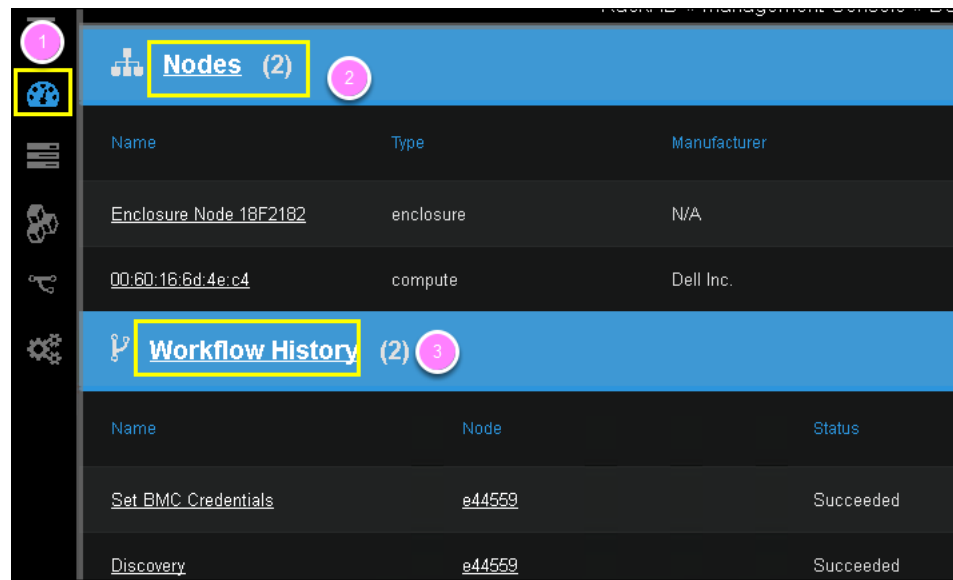 1
Nodes (2)
2
Name Type Manufacturer
Enclosure Node 18F2182 enclosure N/A
00:60:16:6d:4e:c4 compute Dell Inc.
Workflow History (2)
3
Name Node Status
Set BMC Credentials e44559 Succeeded
Discovery e44559 Succeeded